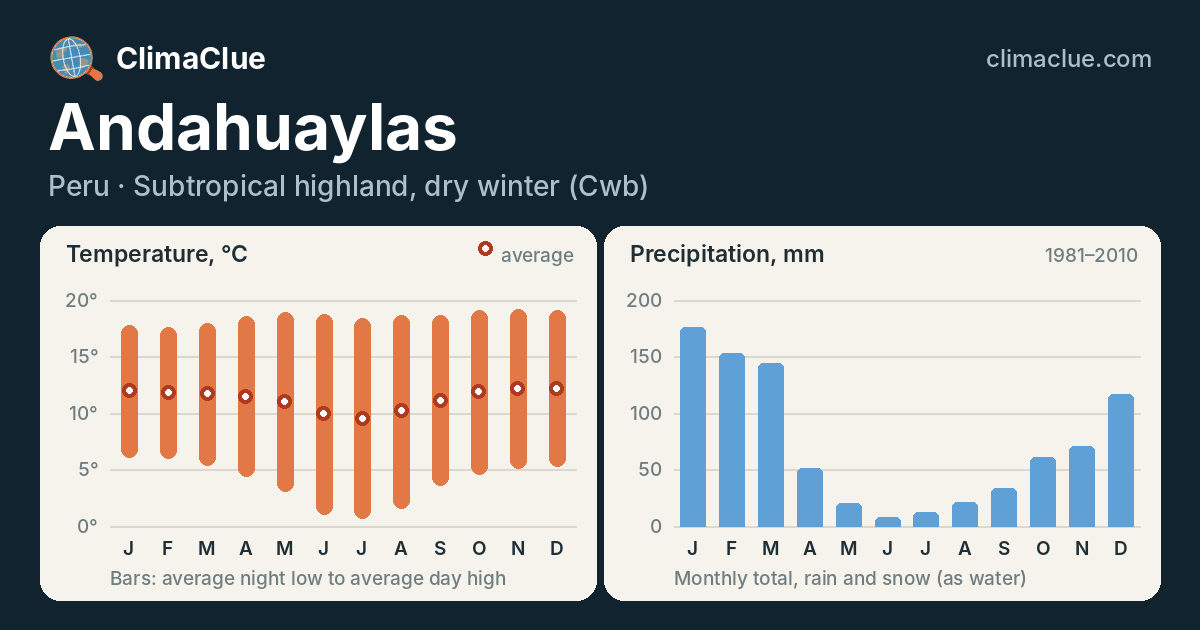 ClimaClue
climaclue.com
Andahuaylas
Peru · Subtropical highland, dry winter (Cwb)
Temperature, °C
average
20°
15°
10°
5°
0°
J F M A M J J A S O N D
Bars: average night low to average day high
Precipitation, mm
1981–2010
200
150
100
50
0
J F M A M J J A S O N D
Monthly total, rain and snow (as water)